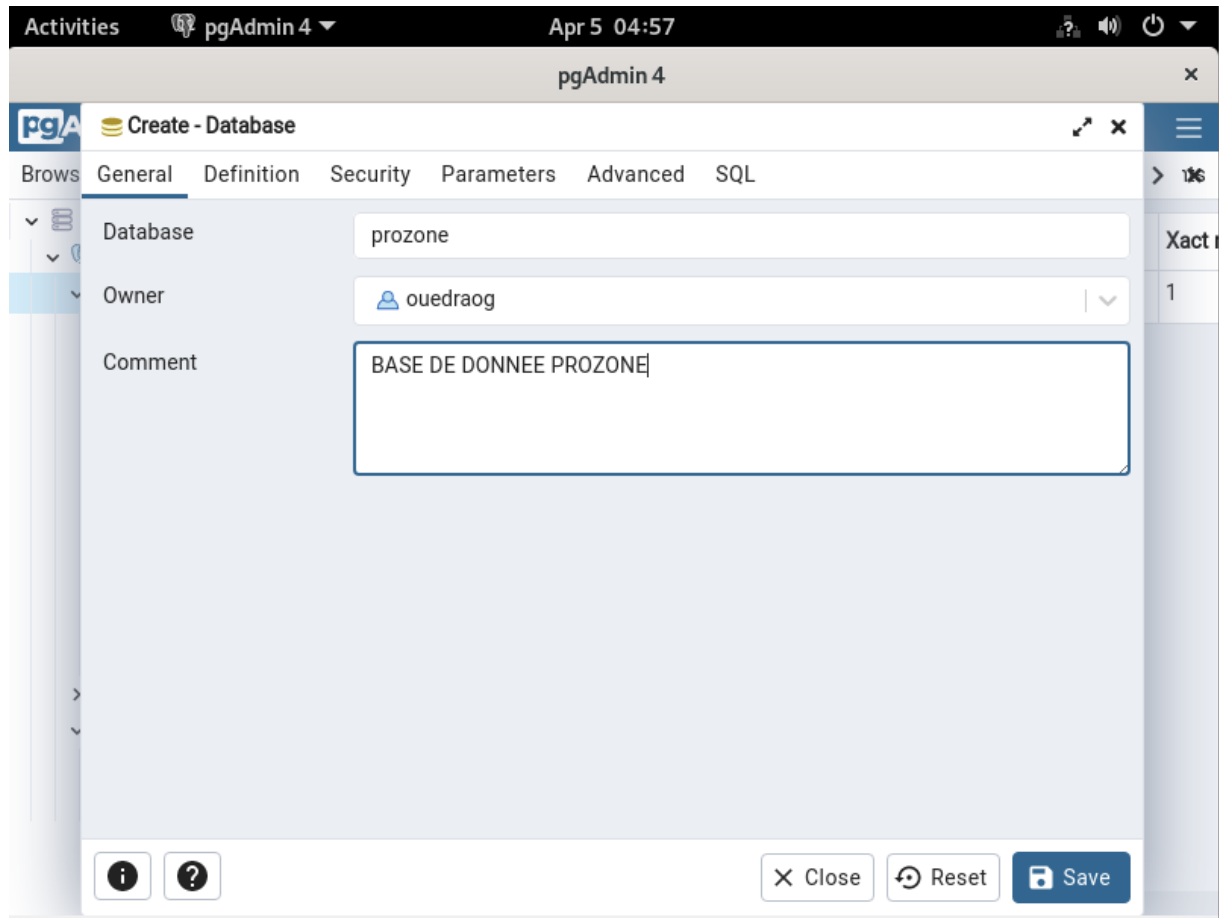 Activities pgAdmin 4 Apr 5 04:57
pgAdmin 4
pgA Create - Database
Brows General Definition Security Parameters Advanced SQL
Database prozone
Xact
Owner ouedraog 1
Comment BASE DE DONNEE PROZONE
Close Reset Save